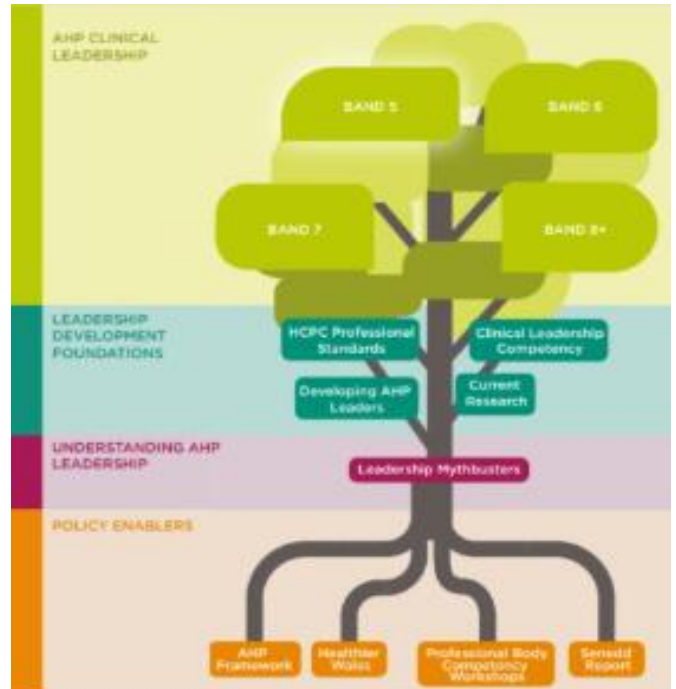 AHP CLINICAL
LEADERSHIP
BAND 5
BAND 6
BAND 7
BAND 8+
LEADERSHIP
DEVELOPMENT
FOUNDATIONS
HCPC Professional
Standards
Clinical Leadership
Competency
Developing AHP
Leaders
Current
Research
UNDERSTANDING AHP
LEADERSHIP
Leadership Mythbusters
POLICY ENABLERS
AHP
Framework
Healthier
Wales
Professional Body
Competency
Workshops
Senedd
Report